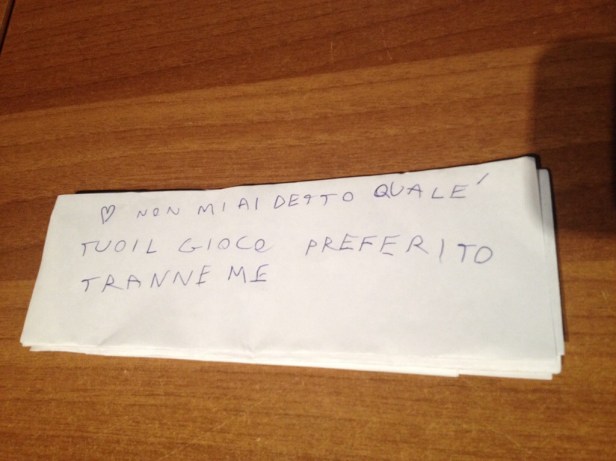 ♡ NON MI AI DETTO QUALE'
TUOIL GIOCO PREFERITO
TRANNE ME